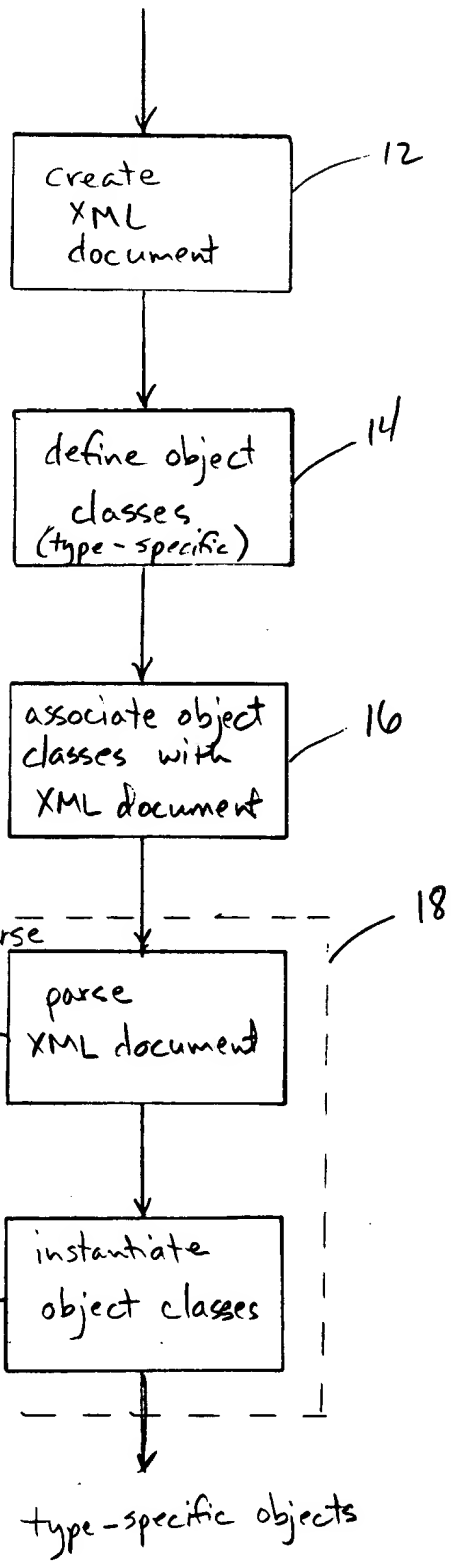 create
12
XML
document
define object
14
classes
(type-specific)
associate object
16
classes with
XML document
18
parse
XML document
instantiate
object classes
type-specific objects